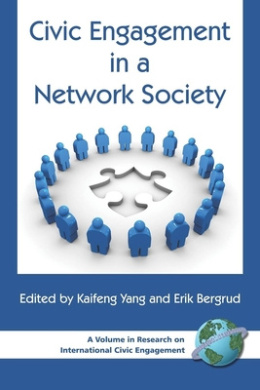 Civic Engagement
in a
Network Society
Edited by Kaifeng Yang and Erik Bergrud
A Volume in Research on
International Civic Engagement